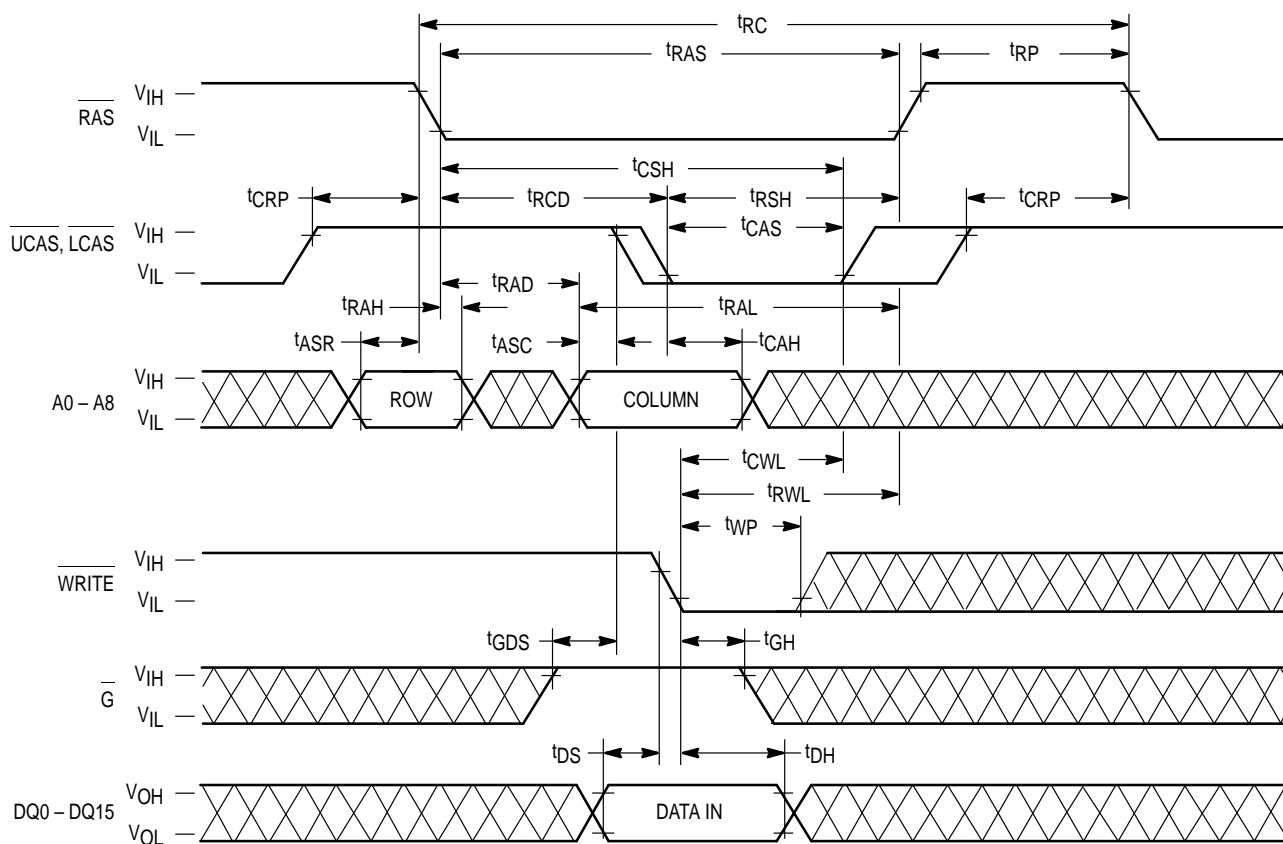 tRC
tRAS
tRP
VIH
RAS
VIL
tCSH
tCRP
tRCD
tRSH
tCRP
tCAS
UCAS, LCAS
VIH
VIL
tRAD
tRAH
tRAL
tASR
tASC
tCAH
VIH
A0 – A8
ROW
COLUMN
VIL
tCWL
tRWL
tWP
VIH
WRITE
VIL
tGDS
tGH
VIH
G
VIL
tDS
tDH
VOH
DQ0 – DQ15
DATA IN
VOL